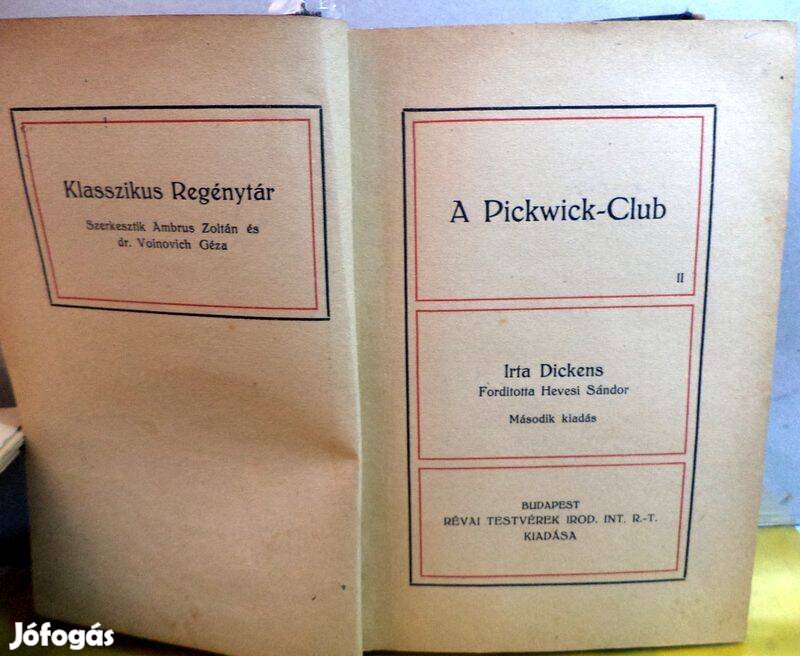 Klasszikus Regénytár
Szerkesztik Ambrus Zoltán és
dr. Voinovich Géza
A Pickwick-Club
II
Irta Dickens
Forditotta Hevesi Sándor
Második kiadás
BUDAPEST
RÉVAI TESTVÉREK IROD. INT. R.-T.
KIADÁSA
Jófogás